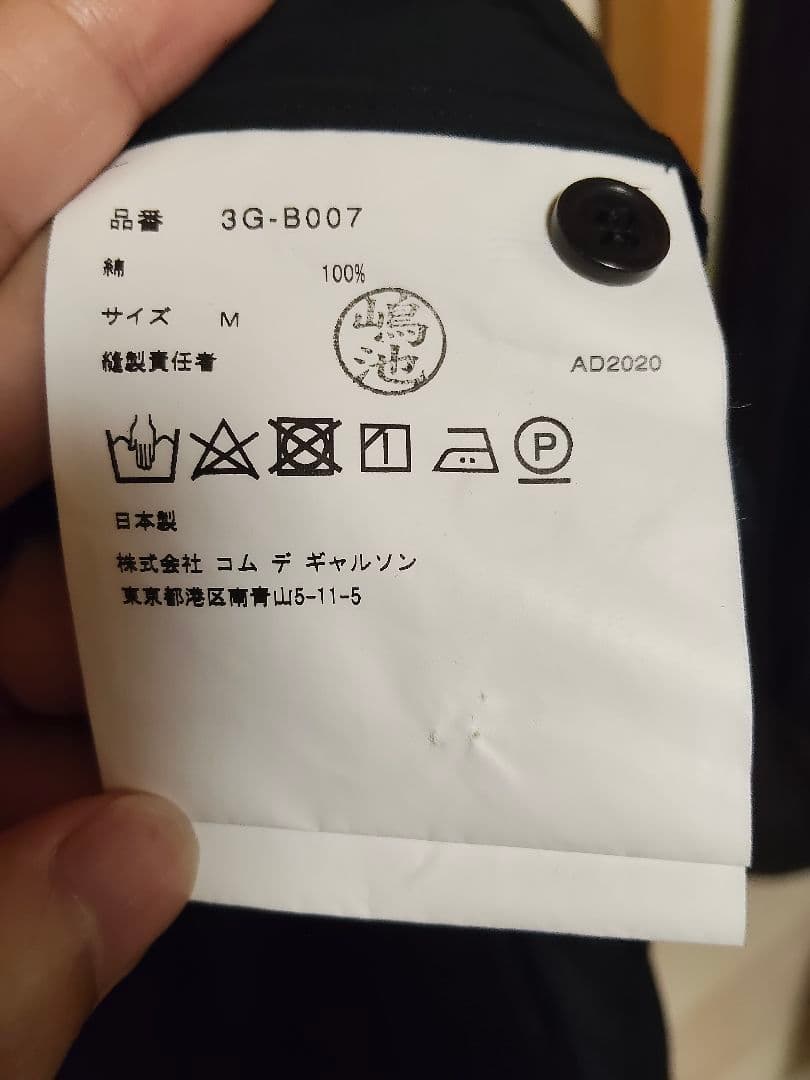 品番 3G-B007
綿 100%
サイズ M
嶋池
縫製責任者 AD2020
P
日本製
株式会社 コム デ ギャルソン
東京都港区南青山5-11-5